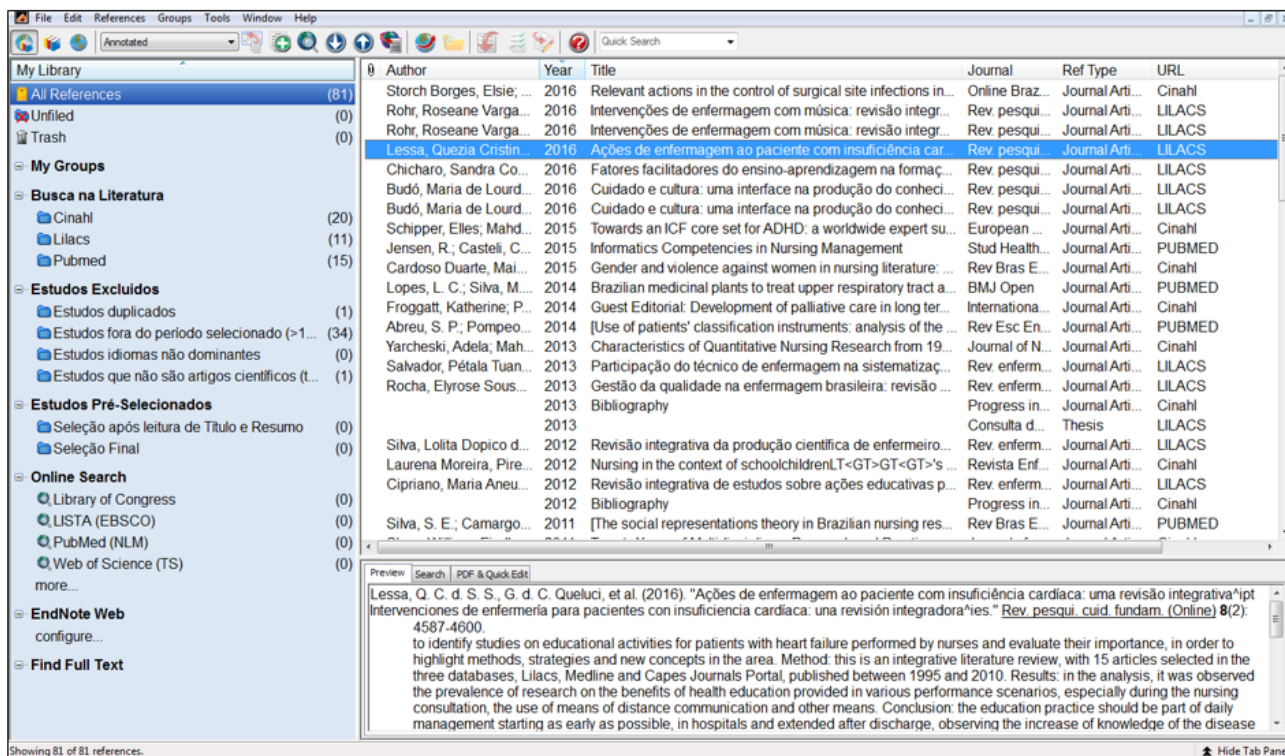 File Edit References Groups Tools Window Help
Annotated Quick Search
My Library
All References (81)
Unfiled (0)
Trash (0)
My Groups
Busca na Literatura
Cinahl (20)
Lilacs (11)
Pubmed (15)
Estudos Excluidos
Estudos duplicados (1)
Estudos fora do período selecionado (>1... (34)
Estudos idiomas não dominantes (0)
Estudos que não são artigos científicos (t... (1)
Estudos Pré-Selecionados
Seleção após leitura de Título e Resumo (0)
Seleção Final (0)
Online Search
Library of Congress (0)
LISTA (EBSCO) (0)
PubMed (NLM) (0)
Web of Science (TS) (0)
more...
EndNote Web
configure...
Find Full Text
Author Year Title Journal Ref Type URL
Storch Borges, Elsie; ... 2016 Relevant actions in the control of surgical site infections in... Online Braz... Journal Arti... Cinahl
Rohr, Roseane Varga... 2016 Intervenções de enfermagem com música: revisão integr... Rev. pesqui... Journal Arti... LILACS
Rohr, Roseane Varga... 2016 Intervenções de enfermagem com música: revisão integr... Rev. pesqui... Journal Arti... LILACS
Lessa, Quezia Cristin... 2016 Ações de enfermagem ao paciente com insuficiência car... Rev. pesqui... Journal Arti... LILACS
Chicharo, Sandra Co... 2016 Fatores facilitadores do ensino-aprendizagem na formaç... Rev. pesqui... Journal Arti... LILACS
Budó, Maria de Lourd... 2016 Cuidado e cultura: uma interface na produção do conheci... Rev. pesqui... Journal Arti... LILACS
Budó, Maria de Lourd... 2016 Cuidado e cultura: uma interface na produção do conheci... Rev. pesqui... Journal Arti... LILACS
Schipper, Elles; Mahd... 2015 Towards an ICF core set for ADHD: a worldwide expert su... European ... Journal Arti... Cinahl
Jensen, R.; Casteli, C... 2015 Informatics Competencies in Nursing Management Stud Health... Journal Arti... PUBMED
Cardoso Duarte, Mai... 2015 Gender and violence against women in nursing literature: ... Rev Bras E... Journal Arti... Cinahl
Lopes, L. C.; Silva, M.... 2014 Brazilian medicinal plants to treat upper respiratory tract a... BMJ Open Journal Arti... PUBMED
Froggatt, Katherine; P... 2014 Guest Editorial: Development of palliative care in long ter... Internationa... Journal Arti... Cinahl
Abreu, S. P.; Pompeo... 2014 [Use of patients' classification instruments: analysis of the ... Rev Esc En... Journal Arti... PUBMED
Yarcheski, Adela; Mah... 2013 Characteristics of Quantitative Nursing Research from 19... Journal of N... Journal Arti... Cinahl
Salvador, Pétala Tuan... 2013 Participação do técnico de enfermagem na sistematizaç... Rev. enferm... Journal Arti... LILACS
Rocha, Elyrose Sous... 2013 Gestão da qualidade na enfermagem brasileira: revisão ... Rev. enferm... Journal Arti... LILACS
2013 Bibliography Progress in... Journal Arti... Cinahl
2013 Consulta d... Thesis LILACS
Silva, Lolita Dopico d... 2012 Revisão integrativa da produção científica de enfermeiro... Rev. enferm... Journal Arti... LILACS
Laurena Moreira, Pire... 2012 Nursing in the context of schoolchildrenLT<GT>GT<GT>'s ... Revista Enf... Journal Arti... Cinahl
Cipriano, Maria Aneu... 2012 Revisão integrativa de estudos sobre ações educativas p... Rev. enferm... Journal Arti... LILACS
2012 Bibliography Progress in... Journal Arti... Cinahl
Silva, S. E.; Camargo... 2011 [The social representations theory in Brazilian nursing res... Rev Bras E... Journal Arti... PUBMED
Preview Search PDF & Quick Edit
Lessa, Q. C. d. S. S., G. d. C. Queluci, et al. (2016). "Ações de enfermagem ao paciente com insuficiência cardíaca: uma revisão integrativa^ipt
Intervenciones de enfermería para pacientes con insuficiencia cardíaca: una revisión integradora^ies." Rev. pesqui. cuid. fundam. (Online) 8(2):
4587-4600.
to identify studies on educational activities for patients with heart failure performed by nurses and evaluate their importance, in order to
highlight methods, strategies and new concepts in the area. Method: this is an integrative literature review, with 15 articles selected in the
three databases, Lilacs, Medline and Capes Journals Portal, published between 1995 and 2010. Results: in the analysis, it was observed
the prevalence of research on the benefits of health education provided in various performance scenarios, especially during the nursing
consultation, the use of means of distance communication and other means. Conclusion: the education practice should be part of daily
management starting as early as possible, in hospitals and extended after discharge, observing the increase of knowledge of the disease
Showing 81 of 81 references. Hide Tab Pane